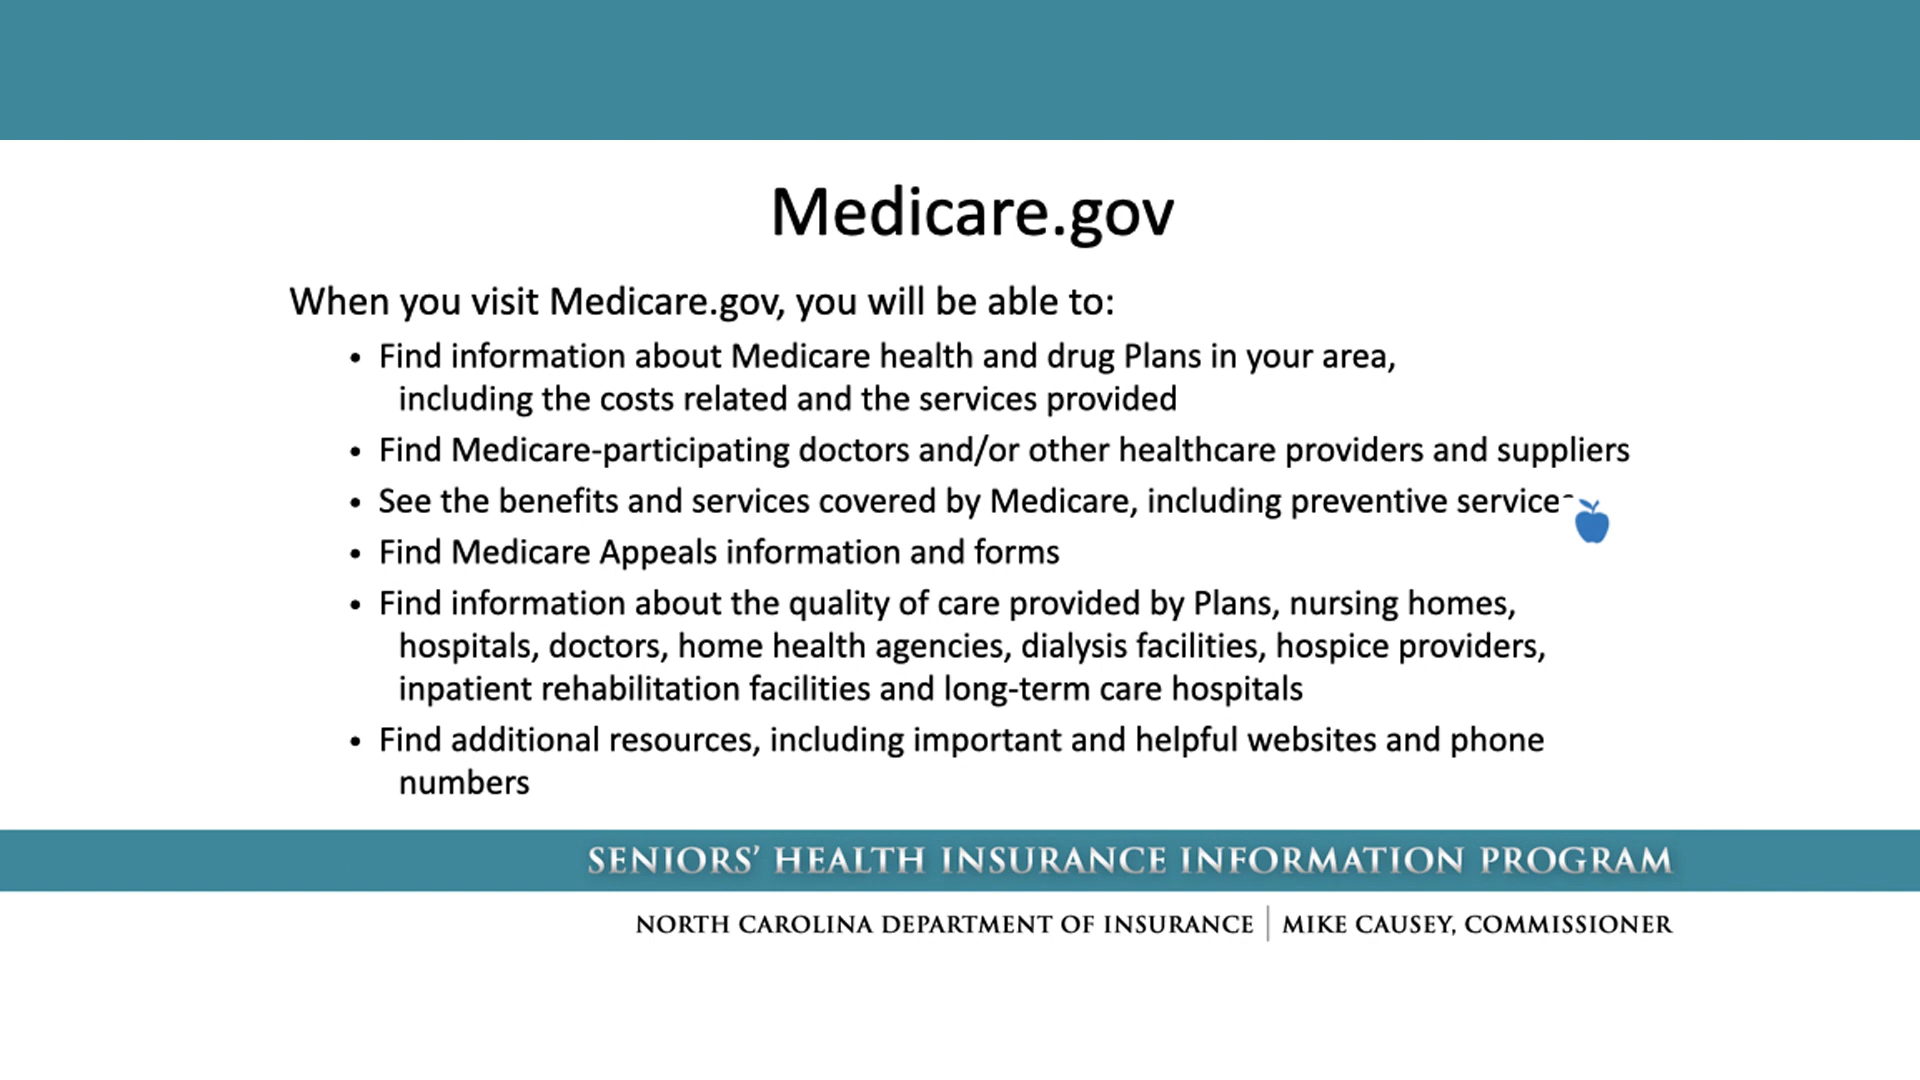 Medicare.gov
When you visit Medicare.gov, you will be able to:
• Find information about Medicare health and drug Plans in your area,
including the costs related and the services provided
• Find Medicare-participating doctors and/or other healthcare providers and suppliers
• See the benefits and services covered by Medicare, including preventive services
• Find Medicare Appeals information and forms
• Find information about the quality of care provided by Plans, nursing homes,
hospitals, doctors, home health agencies, dialysis facilities, hospice providers,
inpatient rehabilitation facilities and long-term care hospitals
• Find additional resources, including important and helpful websites and phone
numbers
SENIORS’ HEALTH INSURANCE INFORMATION PROGRAM
NORTH CAROLINA DEPARTMENT OF INSURANCE | MIKE CAUSEY, COMMISSIONER